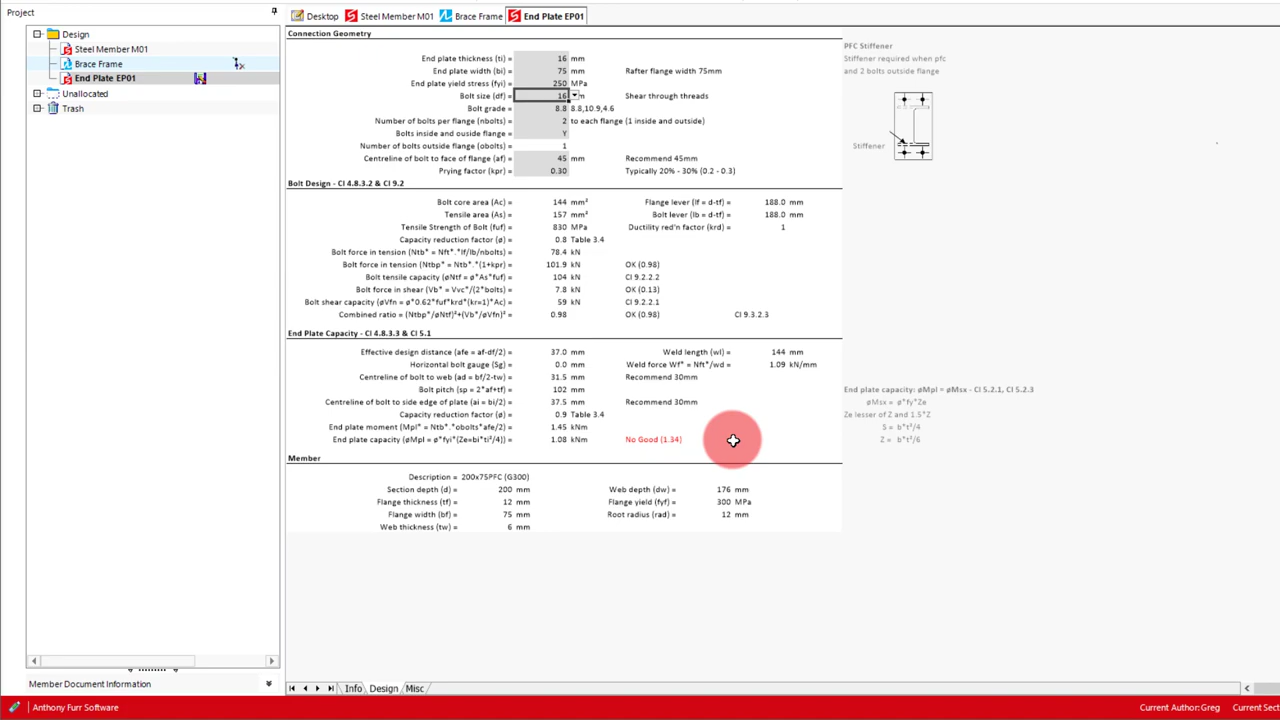 Project
Desktop Steel Member M01 Brace Frame End Plate EP01
Design
Steel Member M01
Brace Frame
End Plate EP01
Unallocated
Trash
Connection Geometry
End plate thickness (ti) = 16 mm
End plate width (bi) = 75 mm Rafter flange width 75mm
End plate yield stress (fyi) = 250 MPa
Bolt size (df) = 16 m Shear through threads
Bolt grade = 8.8 8.8,10.9,4.6
Number of bolts per flange (nbolts) 2 to each flange (1 inside and outside)
Bolts inside and ouside flange = Y
Number of bolts outside flange (obolts) 1
Centreline of bolt to face of flange (af) = 45 mm Recommend 45mm
Prying factor (kpr) = 0.30 Typically 20% - 30% (0.2 - 0.3)
PFC Stiffener
Stiffener required when pfc
and 2 bolts outside flange
Stiffener
Bolt Design - Cl 4.8.3.2 & Cl 9.2
Bolt core area (Ac) = 144 mm² Flange lever (lf = d-tf) = 188.0 mm
Tensile area (As) = 157 mm² Bolt lever (lb = d-tf) = 188.0 mm
Tensile Strength of Bolt (fuf) = 830 MPa Ductility red'n factor (krd) = 1
Capacity reduction factor (ø) = 0.8 Table 3.4
Bolt force in tension (Ntb* = Nft*.*lf/lb/nbolts) = 78.4 kN
Bolt force in tension (Ntbp* = Ntb*.*(1+kpr) = 101.9 kN OK (0.98)
Bolt tensile capacity (øNtf = ø*As*fuf) = 104 kN Cl 9.2.2.2
Bolt force in shear (Vb* = Vvc*/(2*bolts) = 7.8 kN OK (0.13)
Bolt shear capacity (øVfn = ø*0.62*fuf*krd*(kr=1)*Ac) = 59 kN Cl 9.2.2.1
Combined ratio = (Ntbp*/øNtf)²+(Vb*/øVfn)² = 0.98 OK (0.98) Cl 9.3.2.3
End Plate Capacity - Cl 4.8.3.3 & Cl 5.1
Effective design distance (afe = af-df/2) = 37.0 mm Weld length (wl) = 144 mm
Horizontal bolt gauge (Sg) = 0.0 mm Weld force Wf* = Nft*/wd = 1.09 kN/mm
Centreline of bolt to web (ad = bf/2-tw) = 31.5 mm Recommend 30mm
Bolt pitch (sp = 2*af+tf) = 102 mm
Centreline of bolt to side edge of plate (ai = bi/2) = 37.5 mm Recommend 30mm
Capacity reduction factor (ø) = 0.9 Table 3.4
End plate moment (Mpl* = Ntb*.*obolts*afe/2) = 1.45 kNm
End plate capacity (øMpl = ø*fyi*(Ze=bi*ti²/4)) = 1.08 kNm No Good (1.34)
End plate capacity: øMpl = øMsx - Cl 5.2.1, Cl 5.2.3
øMsx = ø*fy*Ze
Ze lesser of Z and 1.5*Z
S = b*t²/4
Z = b*t²/6
Member
Description = 200x75PFC (G300)
Section depth (d) = 200 mm Web depth (dw) = 176 mm
Flange thickness (tf) = 12 mm Flange yield (fyf) = 300 MPa
Flange width (bf) = 75 mm Root radius (rad) = 12 mm
Web thickness (tw) = 6 mm
Info Design Misc
Member Document Information
Anthony Furr Software Current Author: Greg Current Sect